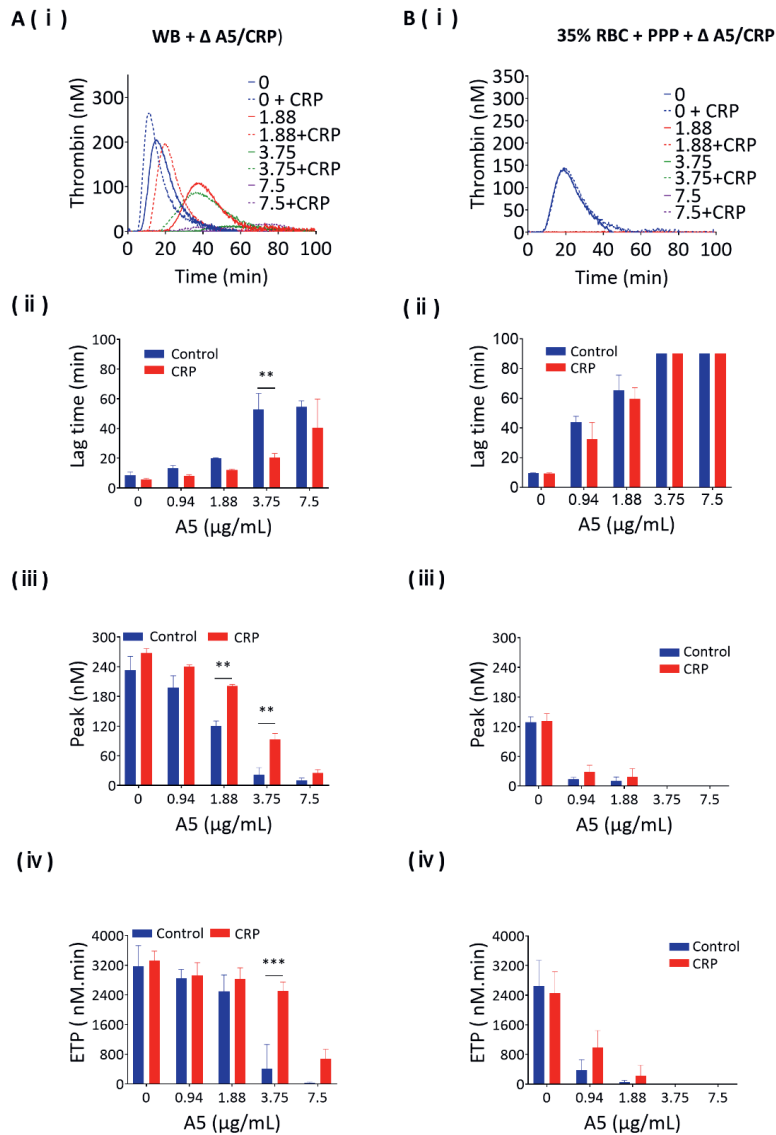 A ( i )
WB + Δ A5/CRP)
Thrombin (nM)
300
200
100
0
0 20 40 60 80 100
Time (min)
0
0 + CRP
1.88
1.88+CRP
3.75
3.75+CRP
7.5
7.5+CRP
B ( i )
35% RBC + PPP + Δ A5/CRP
Thrombin (nM)
350
300
250
200
150
100
50
0
0 20 40 60 80 100
Time (min)
0
0 + CRP
1.88
1.88+CRP
3.75
3.75+CRP
7.5
7.5+CRP
( ii )
Lag time (min)
100
80
60
40
20
0
Control
CRP
**
0 0.94 1.88 3.75 7.5
A5 (µg/mL)
( ii )
Lag time (min)
100
80
60
40
20
0
Control
CRP
0 0.94 1.88 3.75 7.5
A5 (µg/mL)
( iii )
Peak (nM)
300
240
180
120
60
0
Control CRP
**
**
0 0.94 1.88 3.75 7.5
A5 (µg/mL)
( iii )
Peak (nM)
300
240
180
120
60
0
Control
CRP
0 0.94 1.88 3.75 7.5
A5 (µg/mL)
( iv )
ETP ( nM.min)
4000
3200
2400
1600
800
0
Control CRP
***
0 0.94 1.88 3.75 7.5
A5 (µg/mL)
( iv )
ETP ( nM.min)
4000
3200
2400
1600
800
0
Control
CRP
0 0.94 1.88 3.75 7.5
A5 (µg/mL)